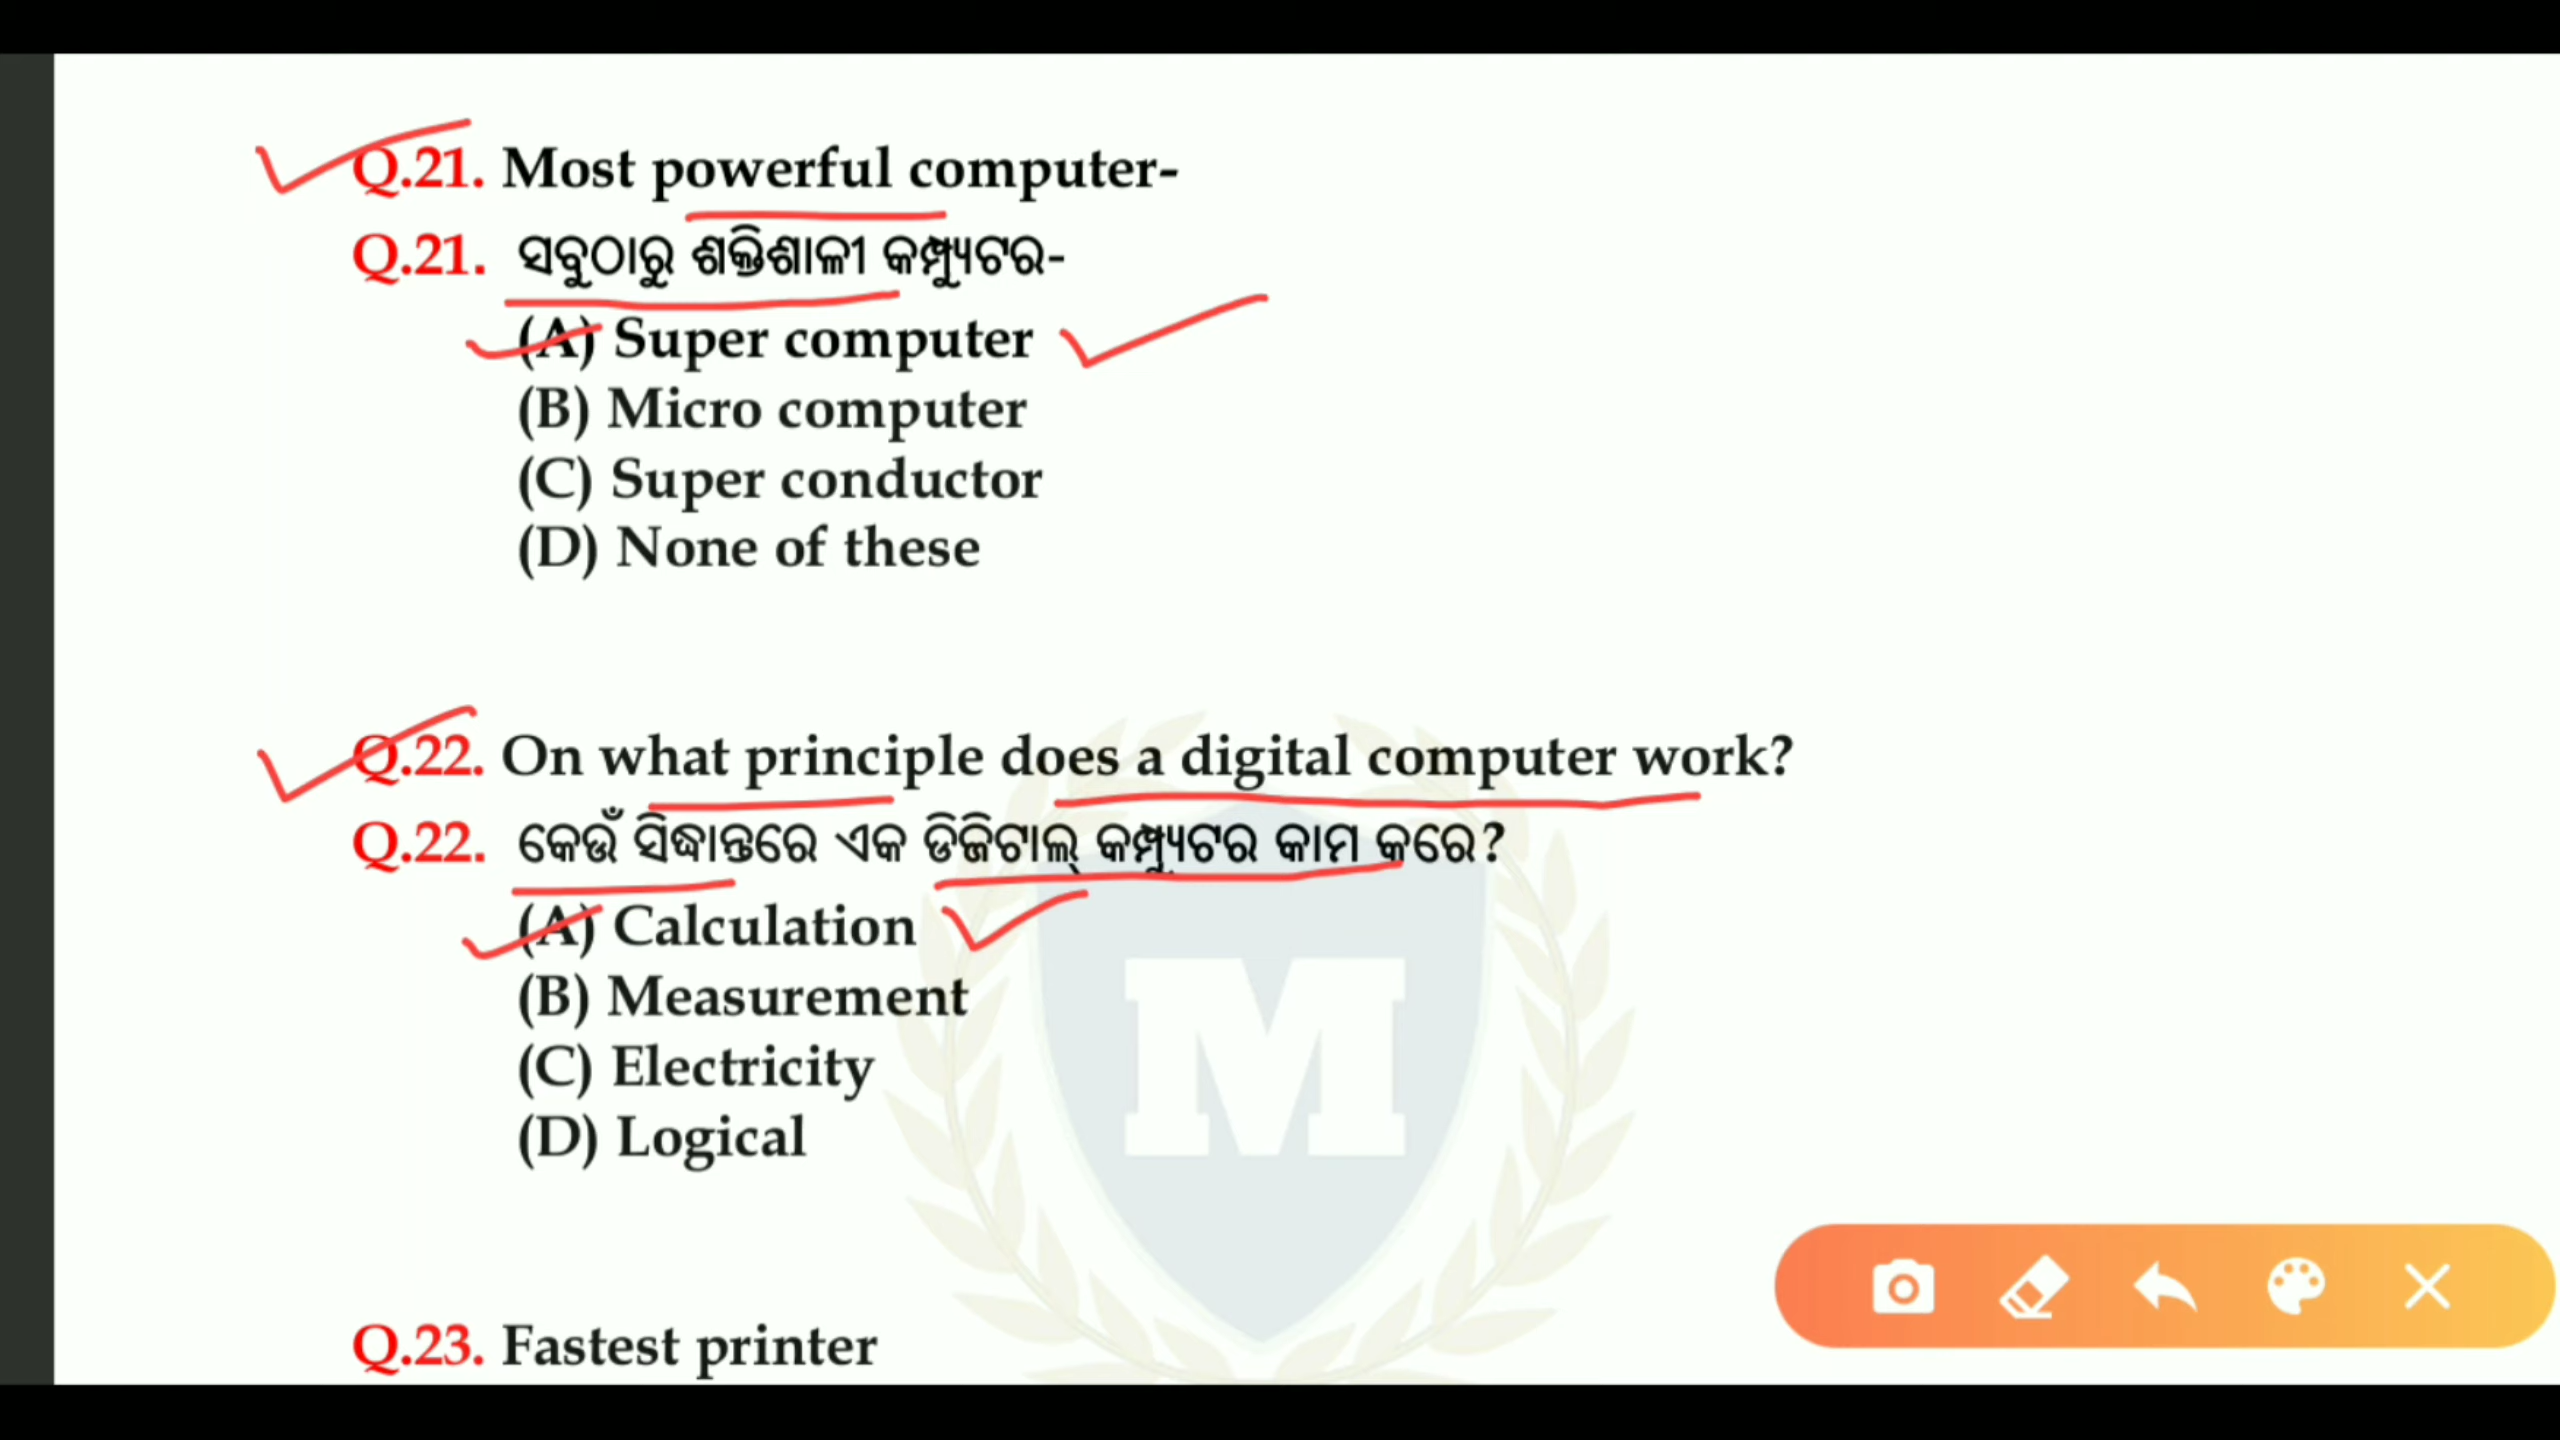 Q.21. Most powerful computer-
Q.21. ସବୁଠାରୁ ଶକ୍ତିଶାଳୀ କମ୍ପ୍ୟୁଟର-
(A) Super computer
(B) Micro computer
(C) Super conductor
(D) None of these
Q.22. On what principle does a digital computer work?
Q.22. କେଉଁ ସିଦ୍ଧାନ୍ତରେ ଏକ ଡିଜିଟାଲ୍ କମ୍ପ୍ୟୁଟର କାମ କରେ?
(A) Calculation
(B) Measurement
(C) Electricity
(D) Logical
M
Q.23. Fastest printer